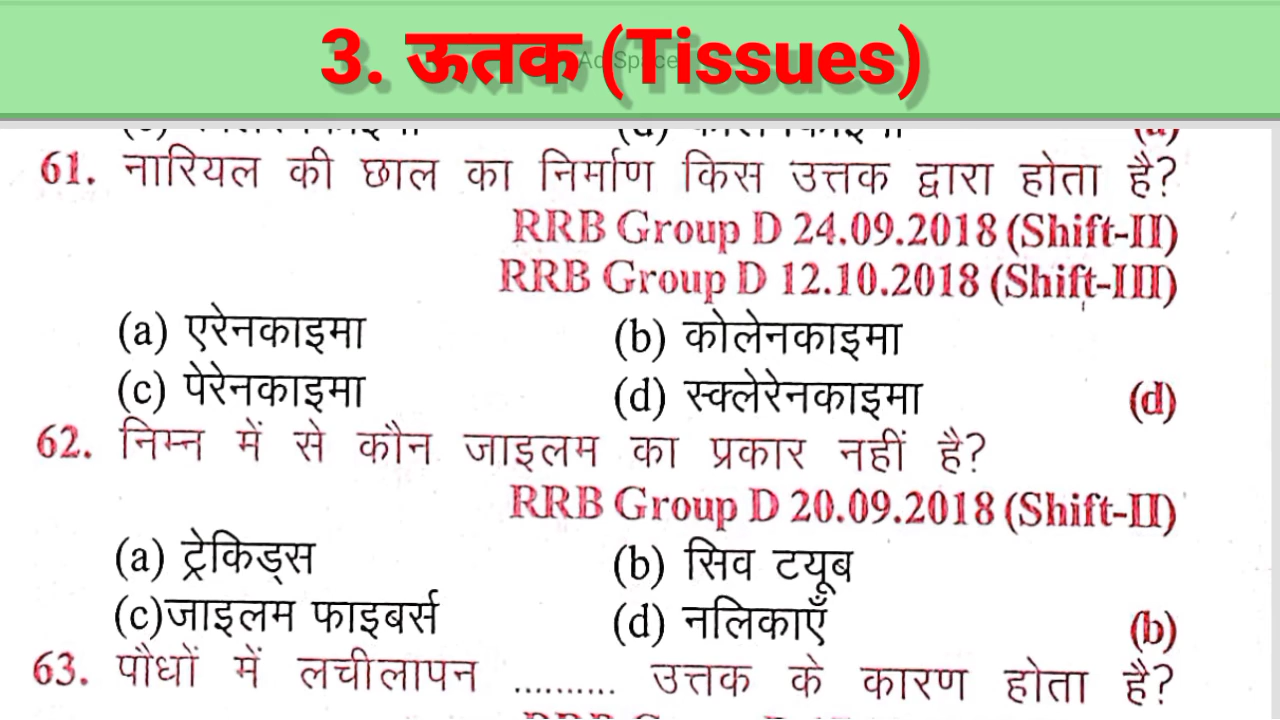 3. ऊतक (Tissues)
Ad Space
61. नारियल की छाल का निर्माण किस उत्तक द्वारा होता है?
RRB Group D 24.09.2018 (Shift-II)
RRB Group D 12.10.2018 (Shift-III)
(a) एरेनकाइमा (b) कोलेनकाइमा
(c) पेरेनकाइमा (d) स्क्लेरेनकाइमा (d)
62. निम्न में से कौन जाइलम का प्रकार नहीं है?
RRB Group D 20.09.2018 (Shift-II)
(a) ट्रेकिड्स (b) सिव टयूब
(c)जाइलम फाइबर्स (d) नलिकाएँ (b)
63. पौधों में लचीलापन .......... उत्तक के कारण होता है?